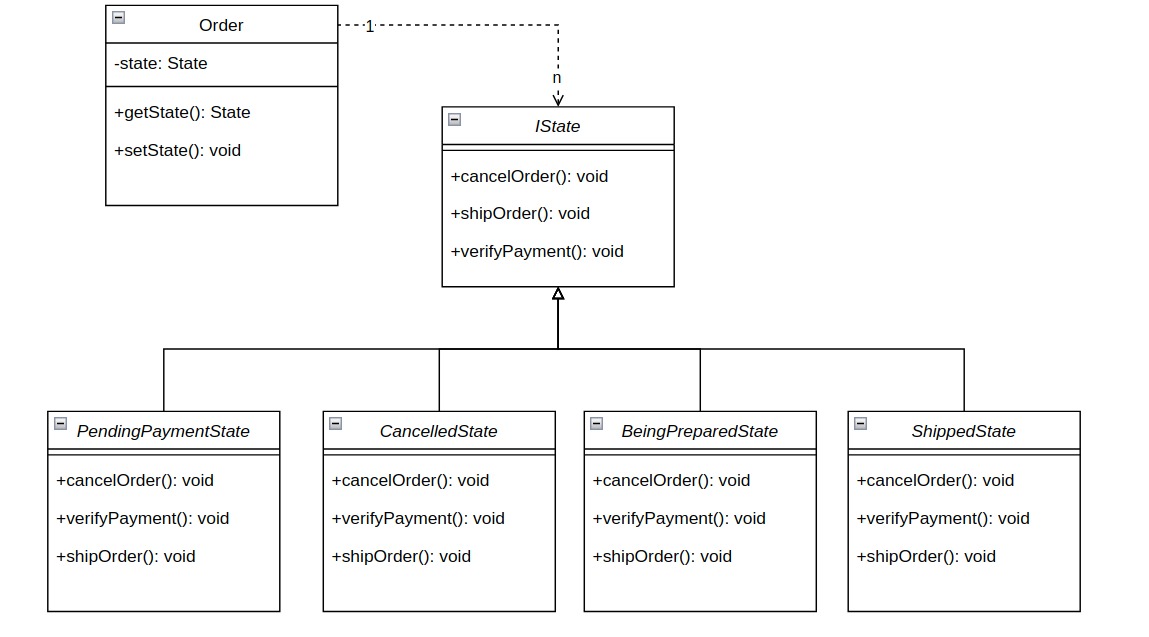 Order
-state: State
+getState(): State
+setState(): void
1
n
IState
+cancelOrder(): void
+shipOrder(): void
+verifyPayment(): void
PendingPaymentState
+cancelOrder(): void
+verifyPayment(): void
+shipOrder(): void
CancelledState
+cancelOrder(): void
+verifyPayment(): void
+shipOrder(): void
BeingPreparedState
+cancelOrder(): void
+verifyPayment(): void
+shipOrder(): void
ShippedState
+cancelOrder(): void
+verifyPayment(): void
+shipOrder(): void